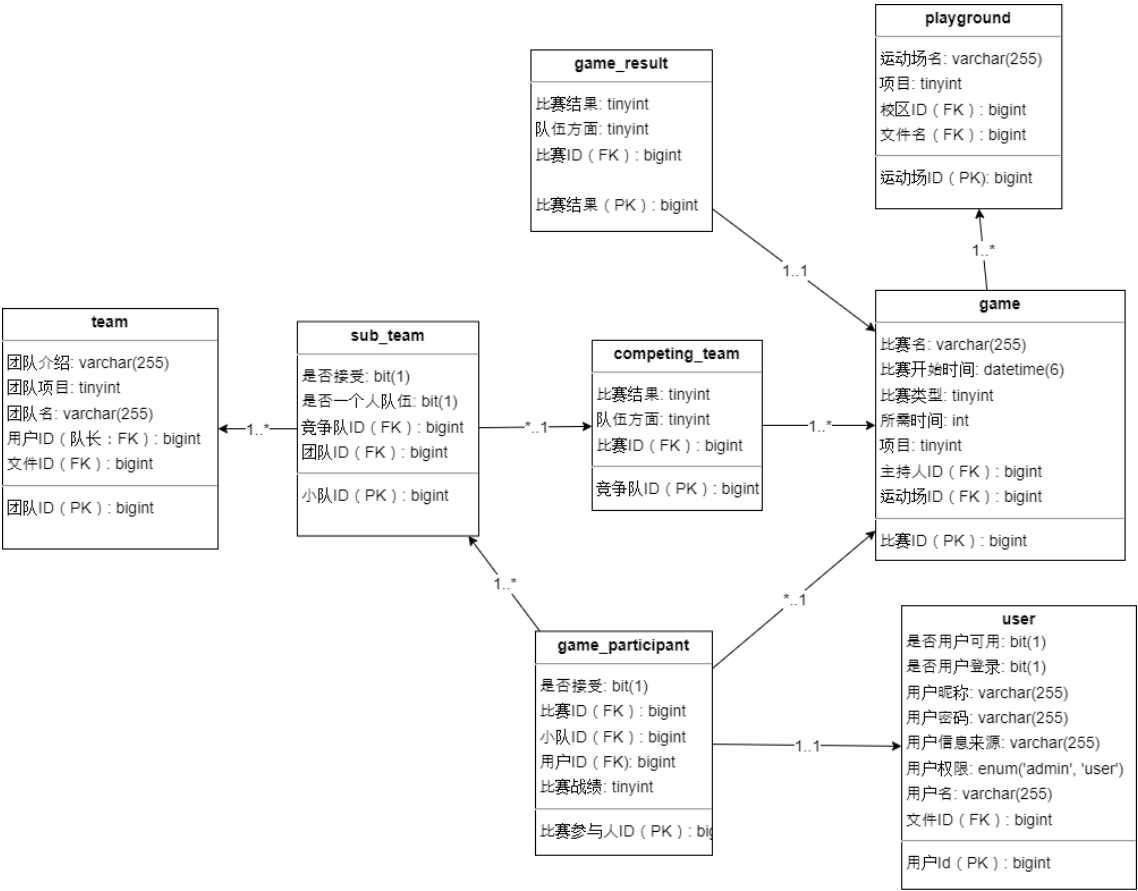 playground
运动场名: varchar(255)
项目: tinyint
校区ID（FK）: bigint
文件名（FK）: bigint
运动场ID（PK): bigint
game_result
比赛结果: tinyint
队伍方面: tinyint
比赛ID（FK）: bigint
比赛结果（PK）: bigint
1..1
1..*
team
团队介绍: varchar(255)
团队项目: tinyint
团队名: varchar(255)
用户ID（队长：FK）: bigint
文件ID（FK）: bigint
团队ID（PK）: bigint
1..*
sub_team
是否接受: bit(1)
是否一个人队伍: bit(1)
竞争队ID（FK）: bigint
团队ID（FK）: bigint
小队ID（PK）: bigint
*..1
competing_team
比赛结果: tinyint
队伍方面: tinyint
比赛ID（FK）: bigint
竞争队ID（PK）: bigint
1..*
game
比赛名: varchar(255)
比赛开始时间: datetime(6)
比赛类型: tinyint
所需时间: int
项目: tinyint
主持人ID（FK）: bigint
运动场ID（FK）: bigint
比赛ID（PK）: bigint
1..*
*..1
game_participant
是否接受: bit(1)
比赛ID（FK）: bigint
小队ID（FK）: bigint
用户ID（FK): bigint
比赛战绩: tinyint
比赛参与人ID（PK）: big
1..1
user
是否用户可用: bit(1)
是否用户登录: bit(1)
用户昵称: varchar(255)
用户密码: varchar(255)
用户信息来源: varchar(255)
用户权限: enum('admin', 'user')
用户名: varchar(255)
文件ID（FK）: bigint
用户Id（PK）: bigint